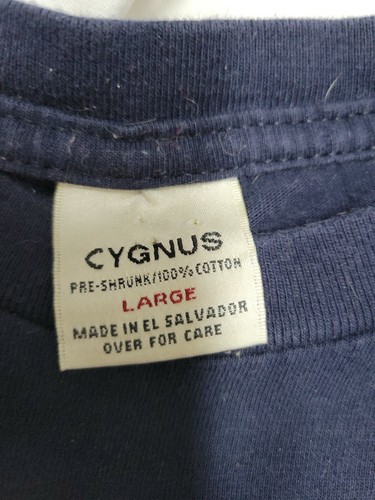 CYGNUS
PRE-SHRUNK/100% COTTON
LARGE
MADE IN EL SALVADOR
OVER FOR CARE